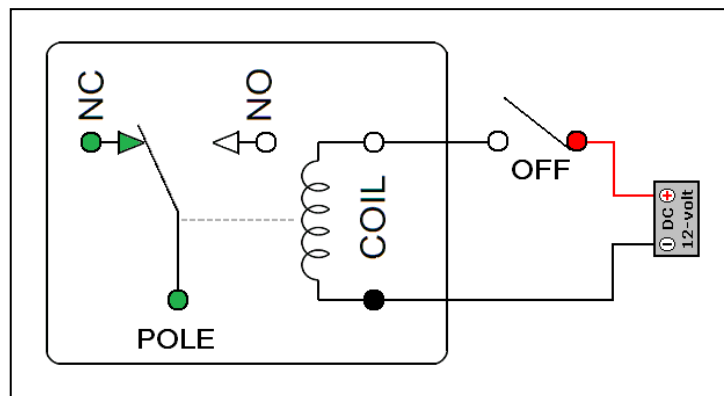 NC
NO
COIL
POLE
OFF
DC +
12-volt